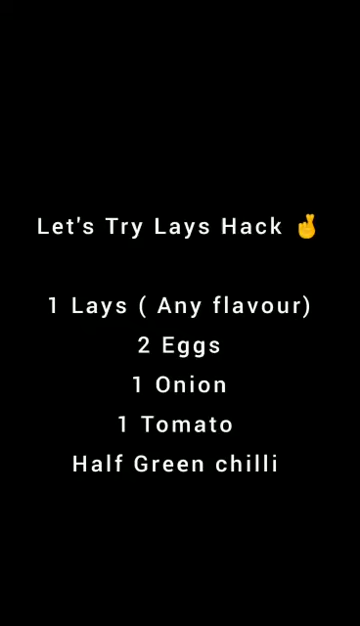 Let's Try Lays Hack 🤞
1 Lays ( Any flavour)
2 Eggs
1 Onion
1 Tomato
Half Green chilli